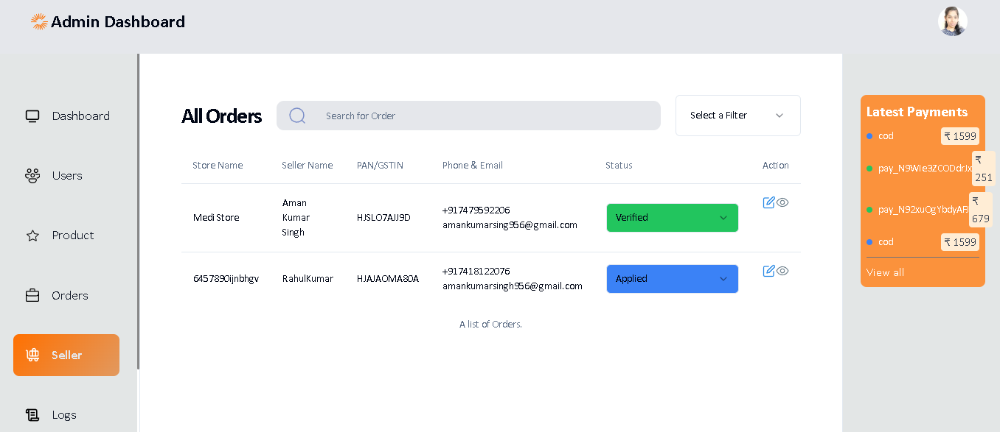 Admin Dashboard
Dashboard
Users
Product
Orders
Seller
Logs
All Orders
Search for Order
Select a Filter
Store Name Seller Name PAN/GSTIN Phone & Email Status Action
Medi Store
Aman
Kumar
Singh
HJSLO7AJJ9D
+917479592206
amankumarsing956@gmail.com
Verified
6457890ijnbhgv
RahulKumar
HJAJAOMA80A
+917418122076
amankumarsingh956@gmail.com
Applied
A list of Orders.
Latest Payments
cod ₹ 1599
pay_N9WIe3ZCODdrJx
₹
251
pay_N92xuOgYbdyAFJ
₹
679
cod ₹ 1599
View all